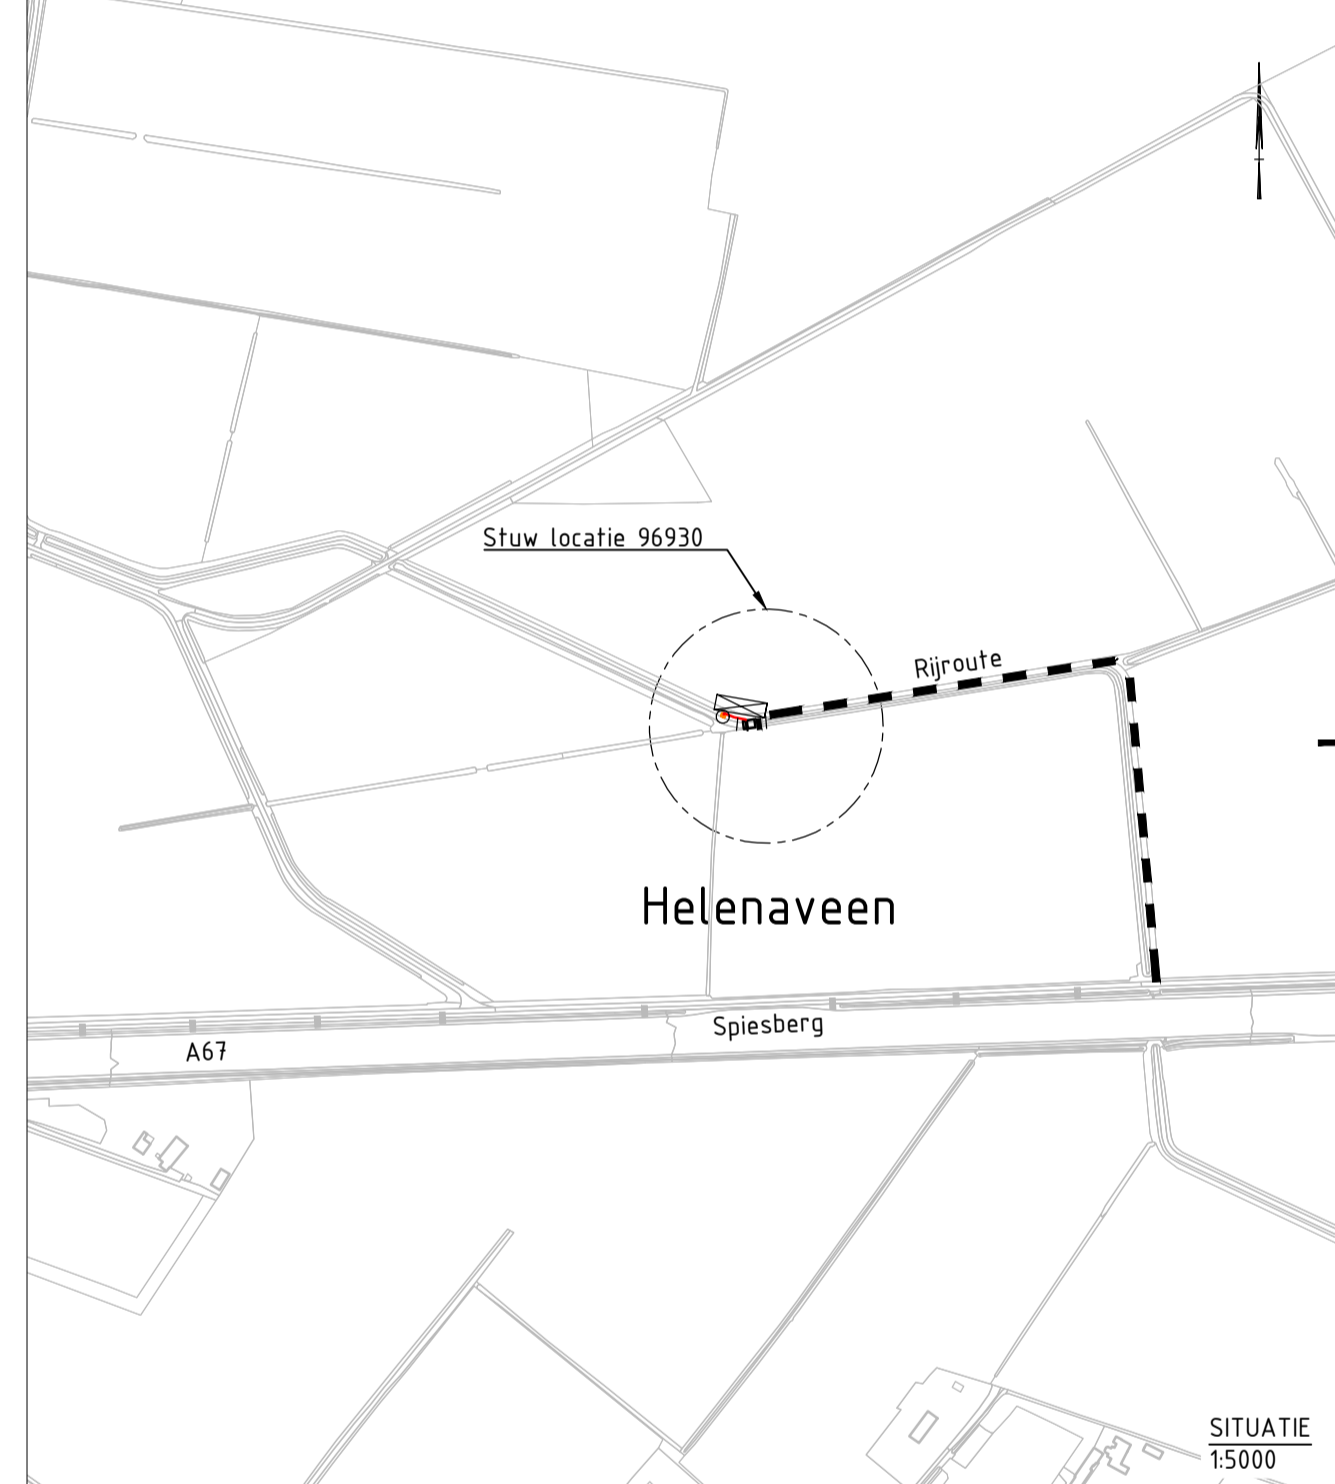 Stuw locatie 96930
Rijroute
Helenaveen
Spiesberg
A67
SITUATIE
1:5000